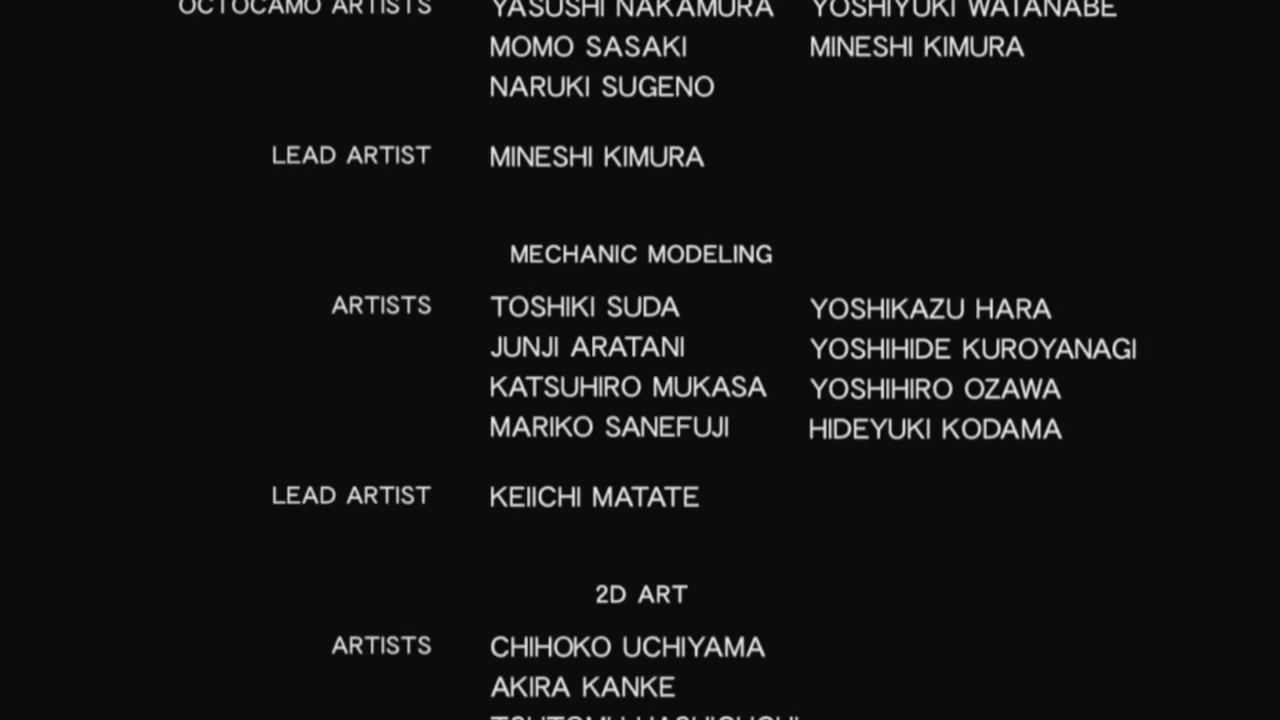 OCTOCAMO ARTISTS YASUSHI NAKAMURA YOSHIYUKI WATANABE
MOMO SASAKI MINESHI KIMURA
NARUKI SUGENO
LEAD ARTIST MINESHI KIMURA
MECHANIC MODELING
ARTISTS TOSHIKI SUDA YOSHIKAZU HARA
JUNJI ARATANI YOSHIHIDE KUROYANAGI
KATSUHIRO MUKASA YOSHIHIRO OZAWA
MARIKO SANEFUJI HIDEYUKI KODAMA
LEAD ARTIST KEIICHI MATATE
2D ART
ARTISTS CHIHOKO UCHIYAMA
AKIRA KANKE